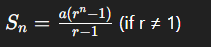 Sₙ = a(rⁿ−1)/r−1 (if r ≠ 1)